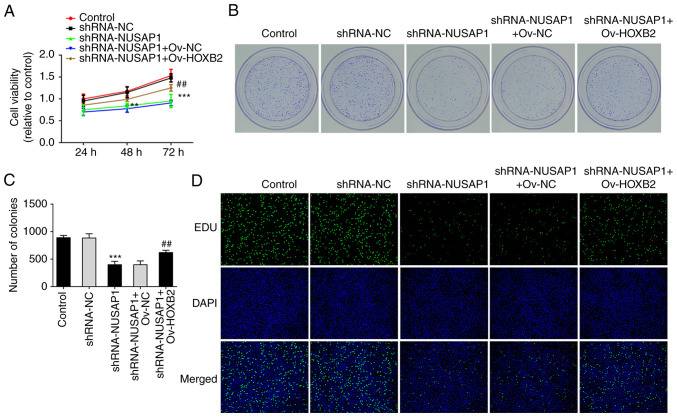 A
Control
shRNA-NC
shRNA-NUSAP1
shRNA-NUSAP1+Ov-NC
shRNA-NUSAP1+Ov-HOXB2
Cell viability
(relative to control)
2.0
1.5
1.0
0.5
0.0
**
##
***
24 h
48 h
72 h
B
Control
shRNA-NC
shRNA-NUSAP1
shRNA-NUSAP1
+Ov-NC
shRNA-NUSAP1+
Ov-HOXB2
C
Number of colonies
1500
1000
500
0
***
##
Control
shRNA-NC
shRNA-NUSAP1
shRNA-NUSAP1+
Ov-NC
shRNA-NUSAP1+
Ov-HOXB2
D
Control
shRNA-NC
shRNA-NUSAP1
shRNA-NUSAP1
+Ov-NC
shRNA-NUSAP1+
Ov-HOXB2
EDU
DAPI
Merged